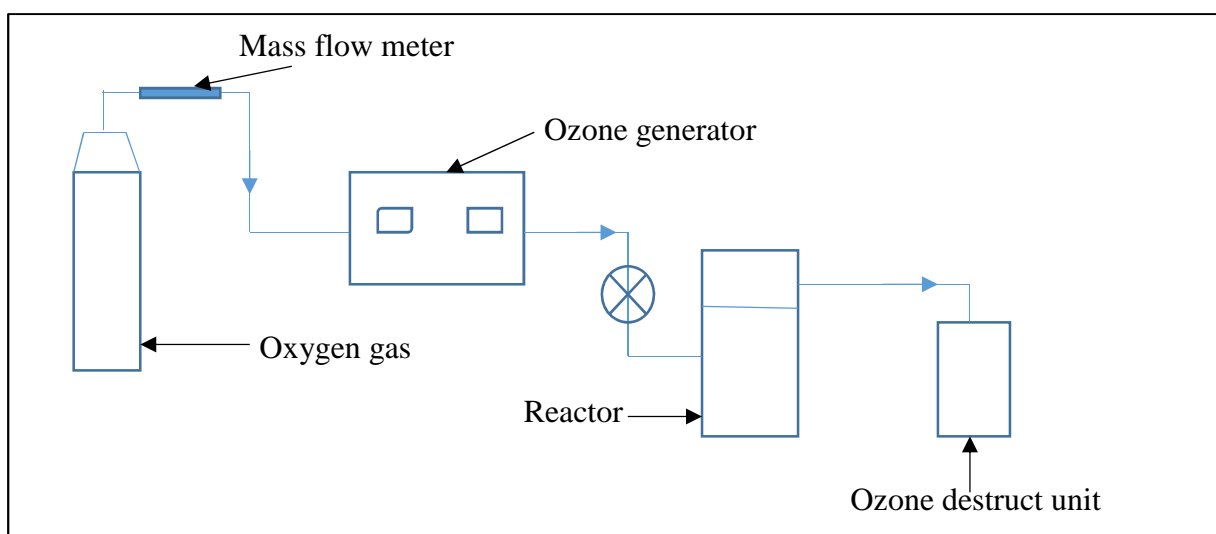 Mass flow meter
Ozone generator
Oxygen gas
Reactor
Ozone destruct unit